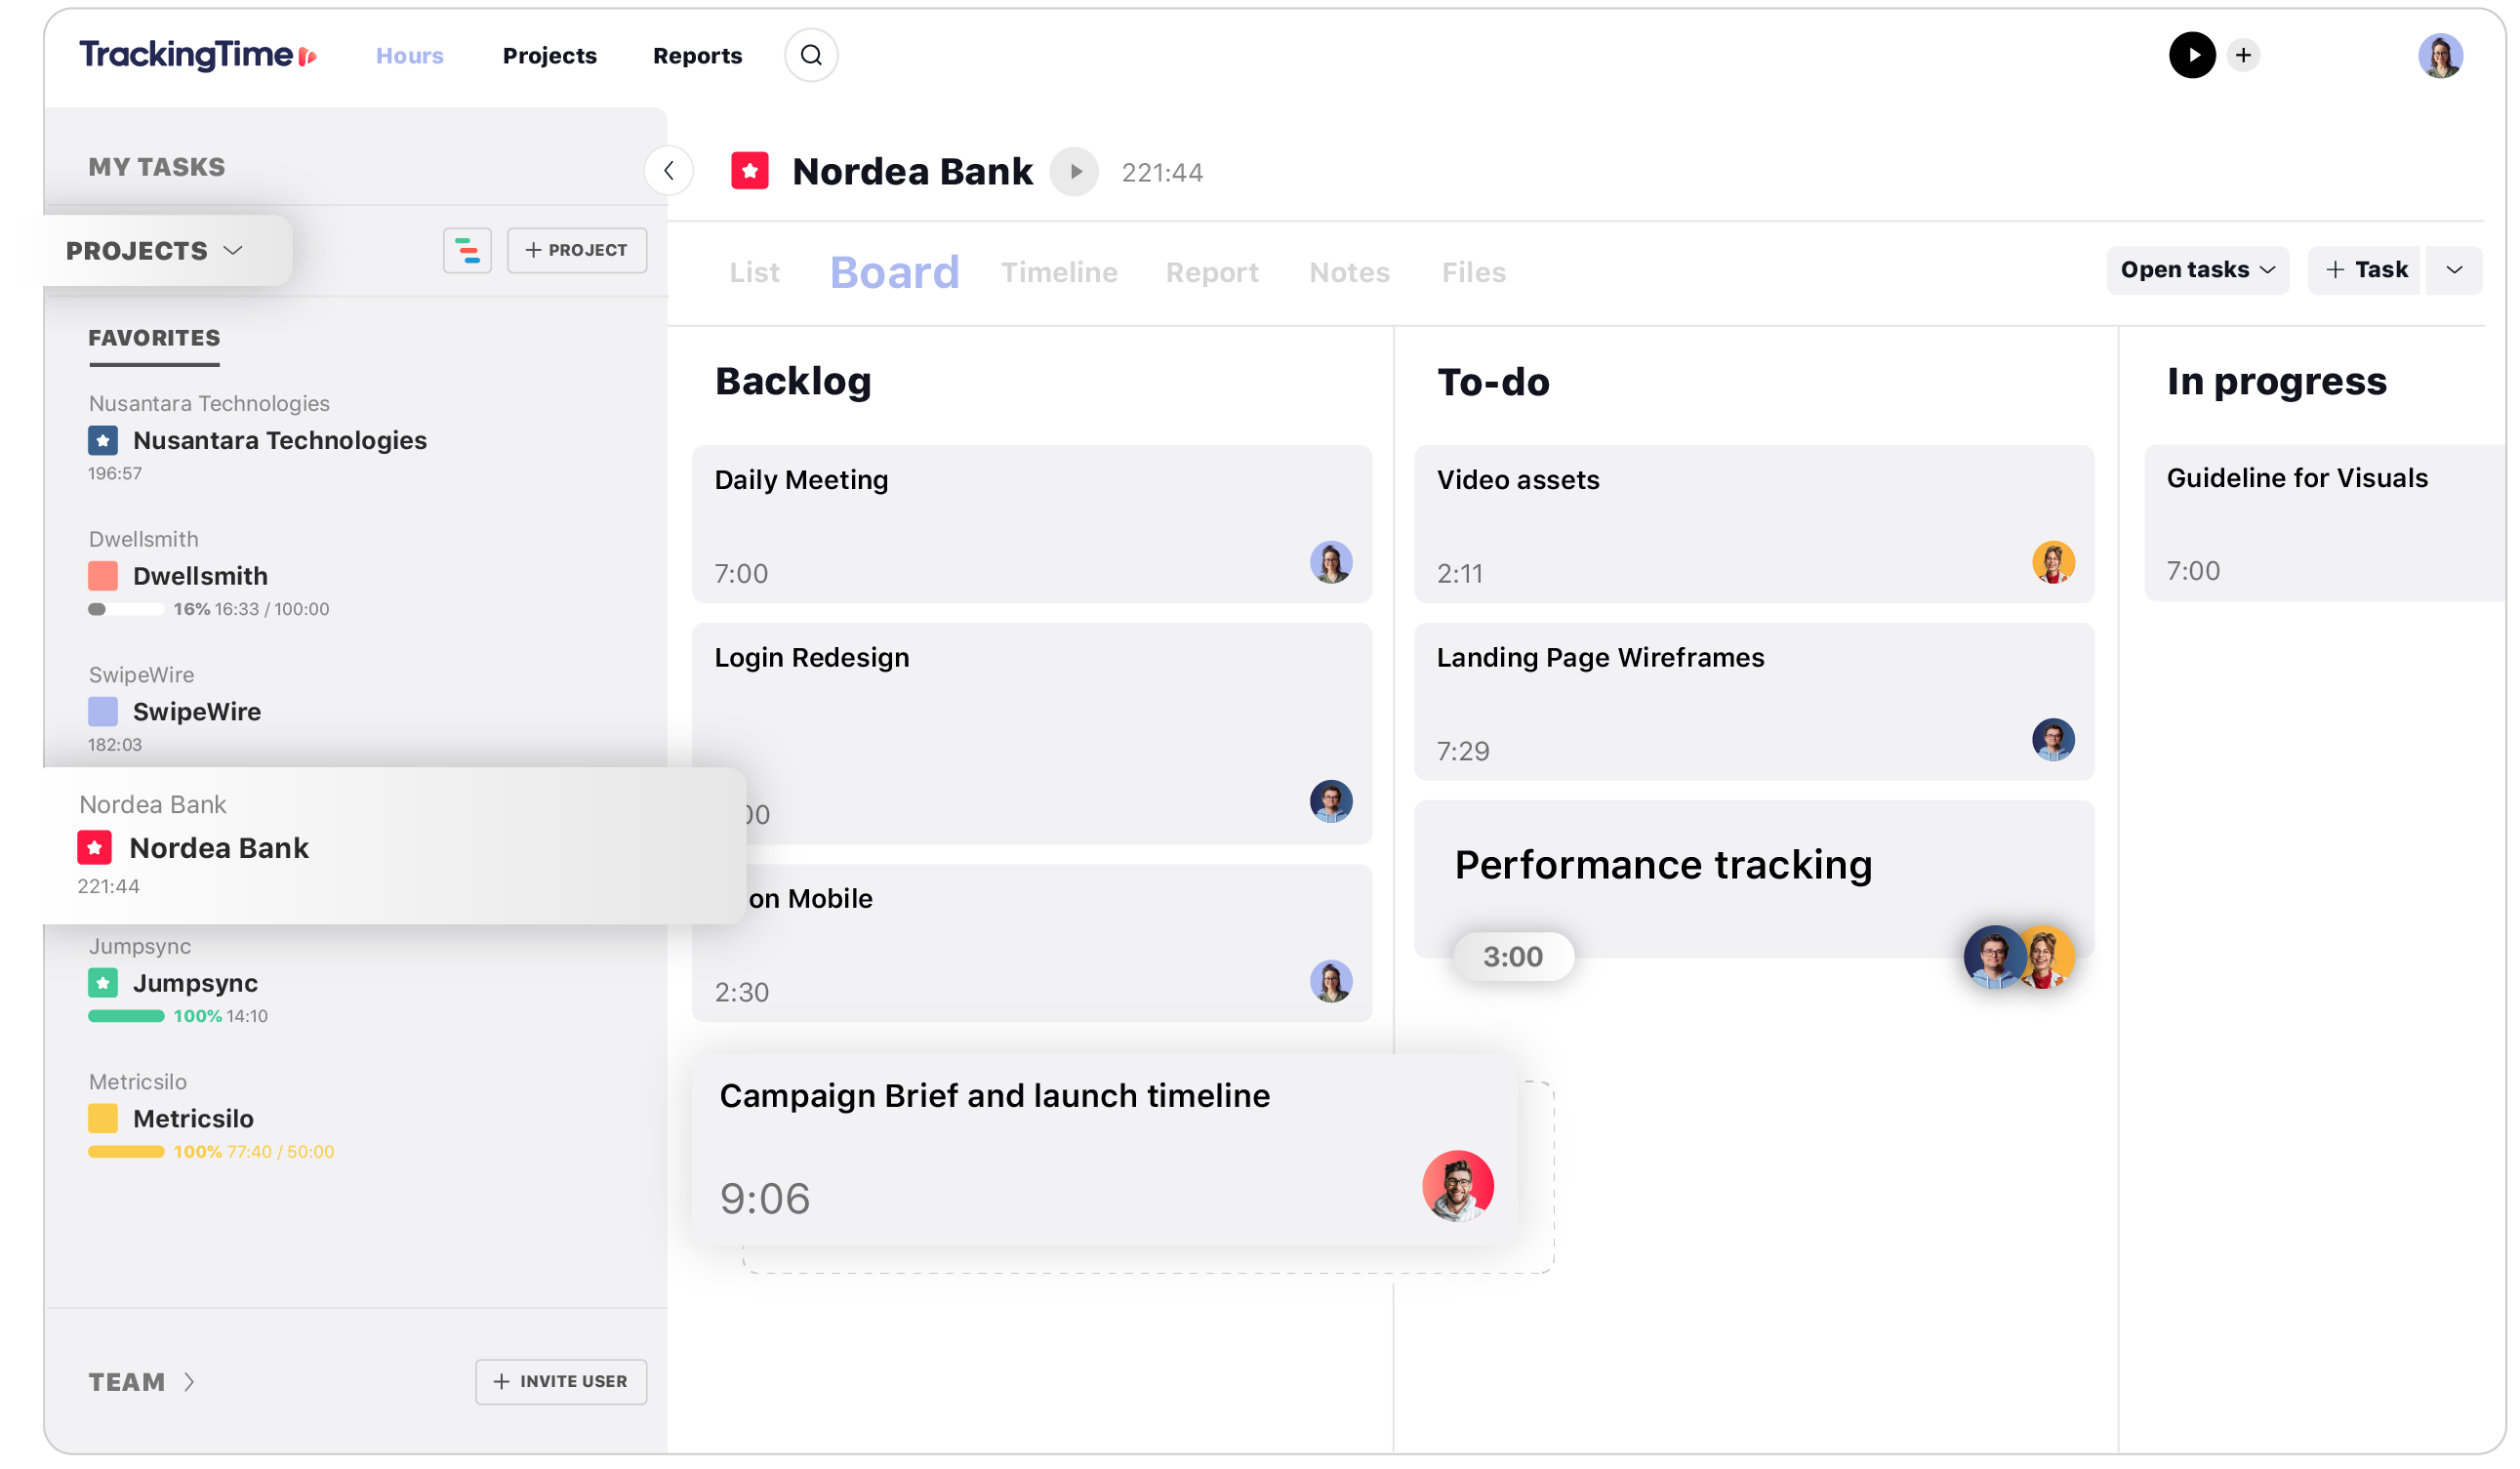 TrackingTime
Hours
Projects
Reports
MY TASKS
PROJECTS
+ PROJECT
FAVORITES
Nusantara Technologies
Nusantara Technologies
196:57
Dwellsmith
Dwellsmith
16% 16:33 / 100:00
SwipeWire
SwipeWire
182:03
Nordea Bank
Nordea Bank
221:44
Jumpsync
Jumpsync
100% 14:10
Metricsilo
Metricsilo
100% 77:40 / 50:00
TEAM
+ INVITE USER
Nordea Bank
221:44
List
Board
Timeline
Report
Notes
Files
Open tasks
+ Task
Backlog
Daily Meeting
7:00
Login Redesign
on Mobile
2:30
Campaign Brief and launch timeline
9:06
To-do
Video assets
2:11
Landing Page Wireframes
7:29
Performance tracking
3:00
In progress
Guideline for Visuals
7:00